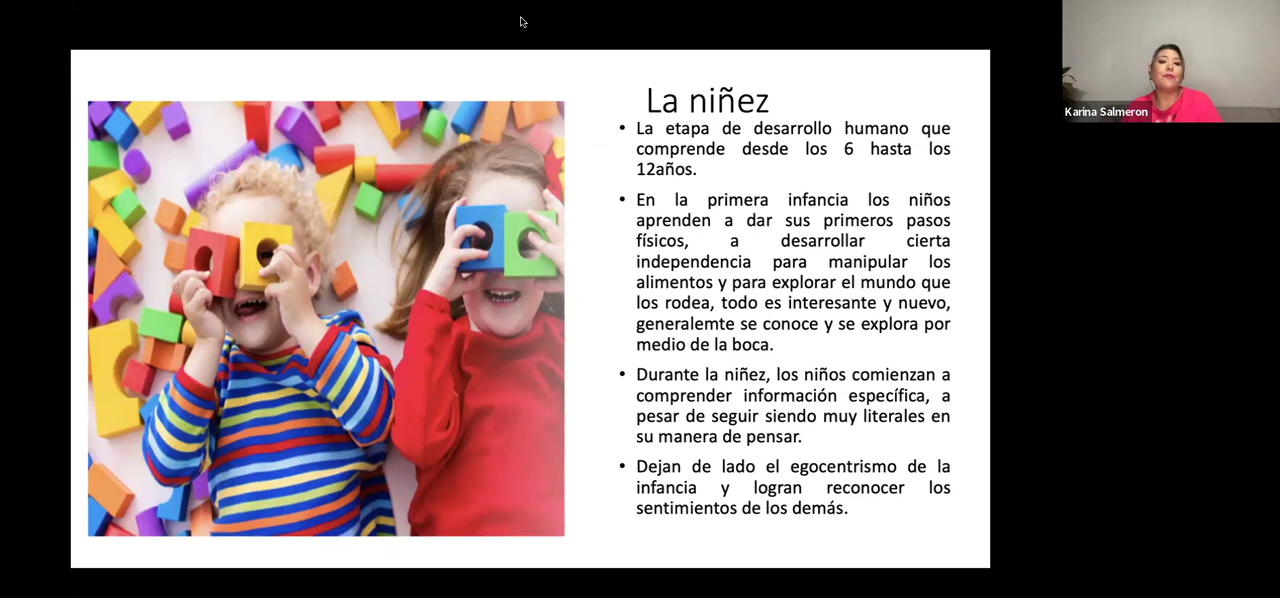 La niñez
• La etapa de desarrollo humano que
comprende desde los 6 hasta los
12años.
• En la primera infancia los niños
aprenden a dar sus primeros pasos
físicos, a desarrollar cierta
independencia para manipular los
alimentos y para explorar el mundo que
los rodea, todo es interesante y nuevo,
generalemte se conoce y se explora por
medio de la boca.
• Durante la niñez, los niños comienzan a
comprender información específica, a
pesar de seguir siendo muy literales en
su manera de pensar.
• Dejan de lado el egocentrismo de la
infancia y logran reconocer los
sentimientos de los demás.
Karina Salmeron